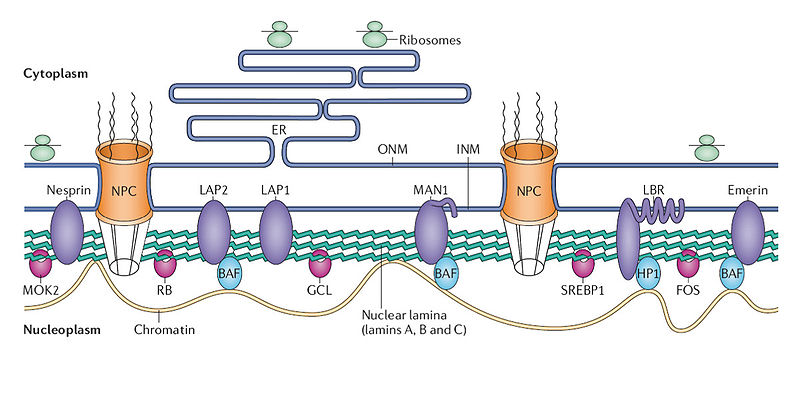 Ribosomes
Cytoplasm
ER
ONM
INM
Nesprin
NPC
LAP2
LAP1
MAN1
NPC
LBR
Emerin
BAF
BAF
HP1
BAF
MOK2
RB
GCL
SREBP1
FOS
Nuclear lamina
(lamins A, B and C)
Nucleoplasm
Chromatin